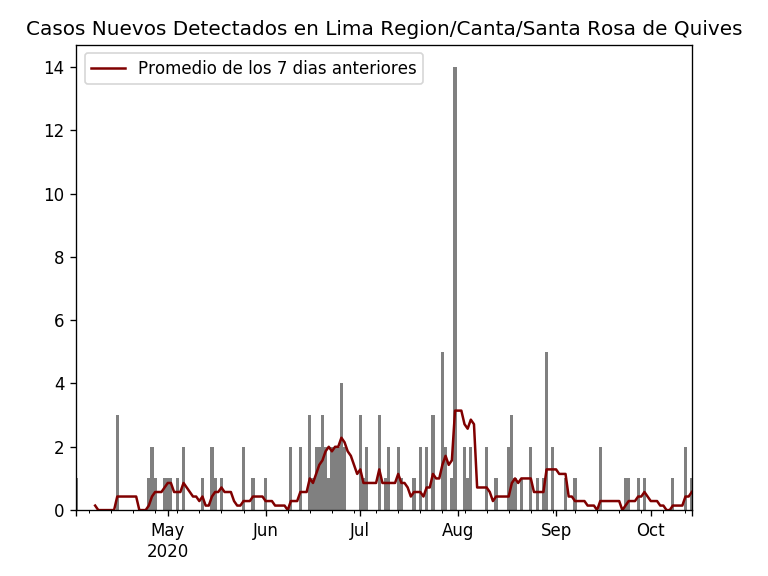 Casos Nuevos Detectados en Lima Region/Canta/Santa Rosa de Quives
Promedio de los 7 dias anteriores
14
12
10
8
6
4
2
0
May
2020
Jun
Jul
Aug
Sep
Oct